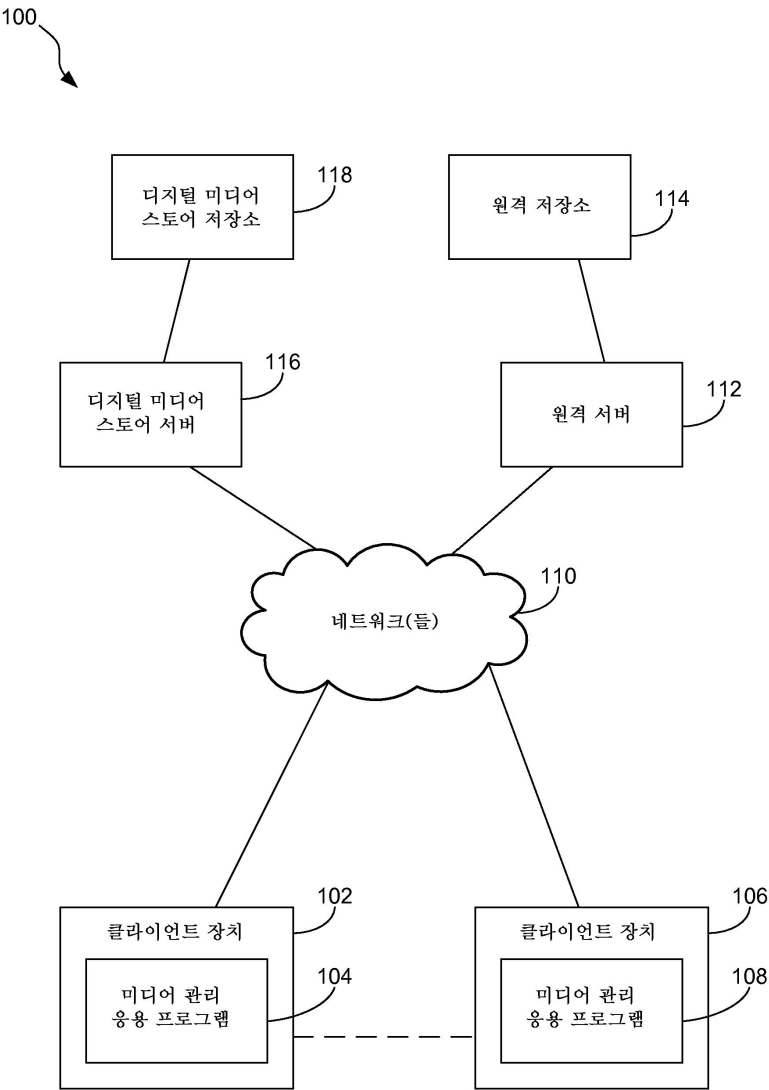 100
디지털 미디어
스토어 저장소
118
원격 저장소
114
디지털 미디어
스토어 서버
116
원격 서버
112
네트워크(들)
110
클라이언트 장치
102
미디어 관리
응용 프로그램
104
클라이언트 장치
106
미디어 관리
응용 프로그램
108